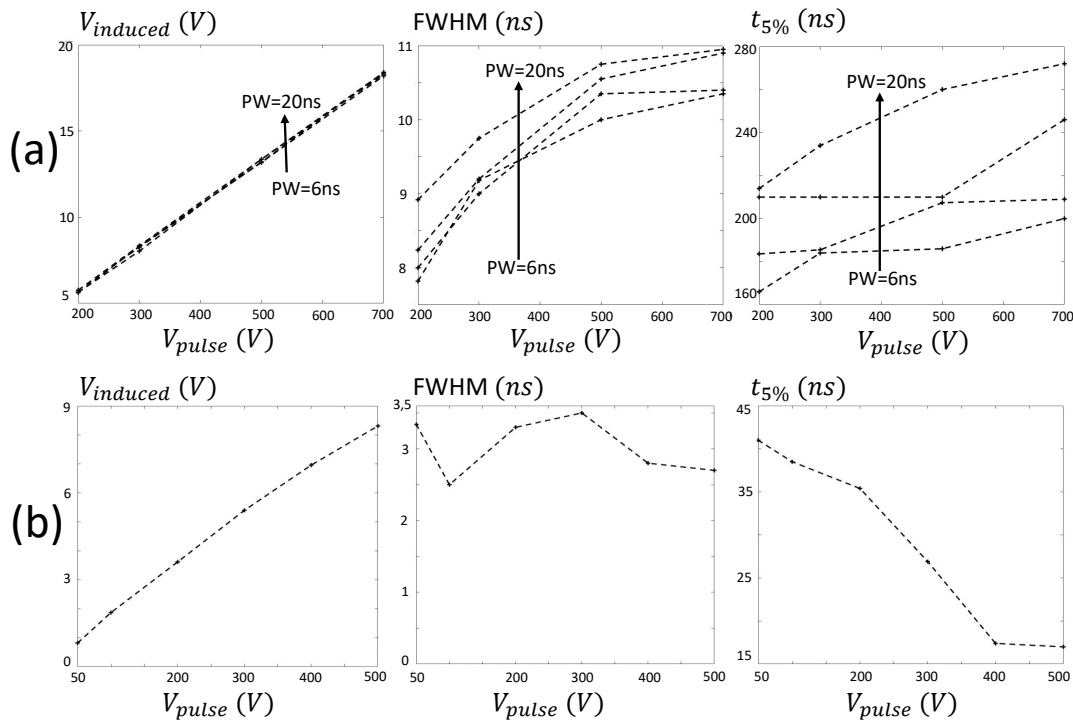 (a)
V_induced (V)
20
15
10
5
PW=20ns
PW=6ns
200 300 400 500 600 700
V_pulse (V)
FWHM (ns)
11
10
9
8
PW=20ns
PW=6ns
200 300 400 500 600 700
V_pulse (V)
t_5% (ns)
280
240
200
160
PW=20ns
PW=6ns
200 300 400 500 600 700
V_pulse (V)
(b)
V_induced (V)
9
6
3
0
50 200 300 400 500
V_pulse (V)
FWHM (ns)
3,5
3
2
1
0
50 200 300 400 500
V_pulse (V)
t_5% (ns)
45
35
25
15
50 200 300 400 500
V_pulse (V)